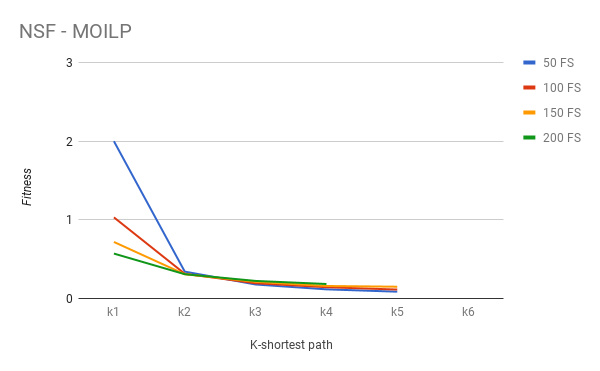 NSF - MOILP
3
2
1
0
Fitness
k1 k2 k3 k4 k5 k6
K-shortest path
50 FS
100 FS
150 FS
200 FS